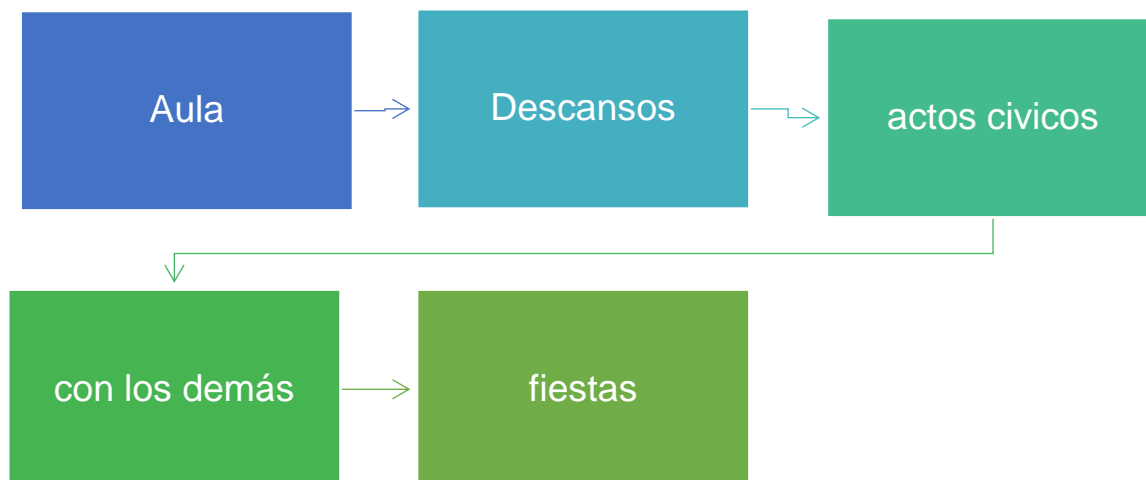 Aula
Descansos
actos civicos
con los demás
fiestas